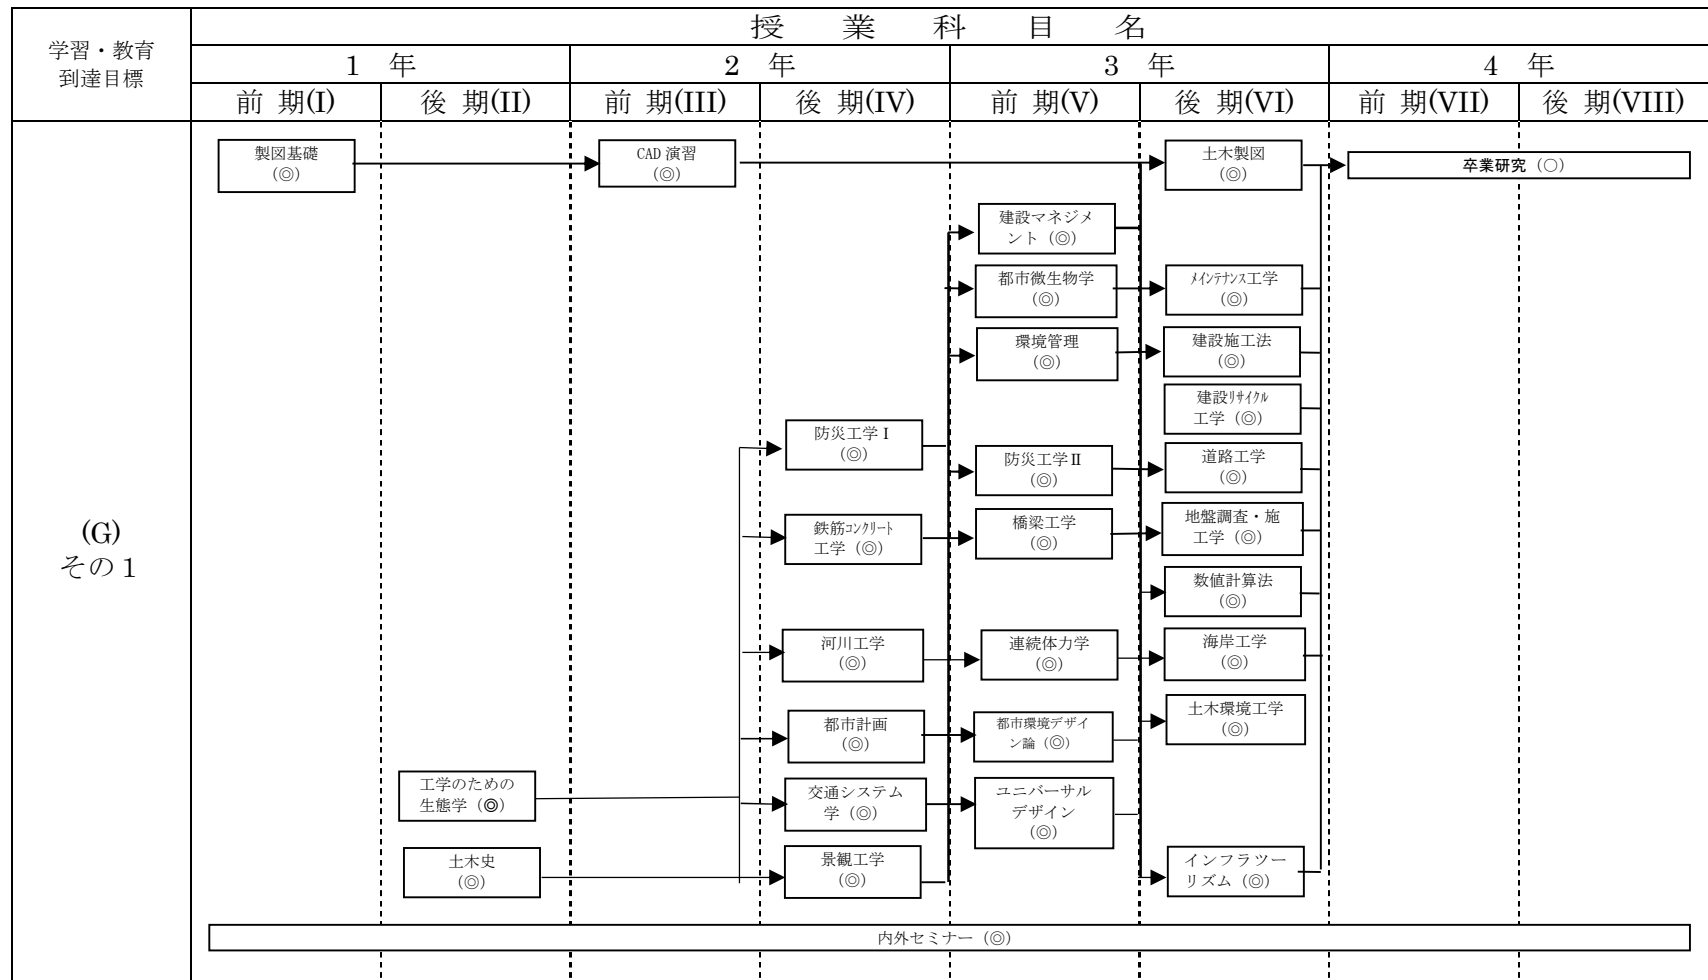 授 業 科 目 名
学習・教育
到達目標
1 年
2 年
3 年
4 年
前 期(I)
後 期(II)
前 期(III)
後 期(IV)
前 期(V)
後 期(VI)
前 期(VII)
後 期(VIII)
(G)
その1
製図基礎
(◎)
CAD 演習
(◎)
土木製図
(◎)
卒業研究 (○)
建設マネジメ
ント (◎)
都市微生物学
(◎)
メインテナンス工学
(◎)
環境管理
(◎)
建設施工法
(◎)
建設リサイクル
工学 (◎)
防災工学Ⅰ
(◎)
防災工学Ⅱ
(◎)
道路工学
(◎)
鉄筋コンクリート
工学 (◎)
橋梁工学
(◎)
地盤調査・施
工学 (◎)
数値計算法
(◎)
河川工学
(◎)
連続体力学
(◎)
海岸工学
(◎)
都市計画
(◎)
都市環境デザイ
ン論 (◎)
土木環境工学
(◎)
工学のための
生態学 (◎)
交通システム
学 (◎)
ユニバーサル
デザイン
(◎)
土木史
(◎)
景観工学
(◎)
インフラツー
リズム (◎)
内外セミナー (◎)